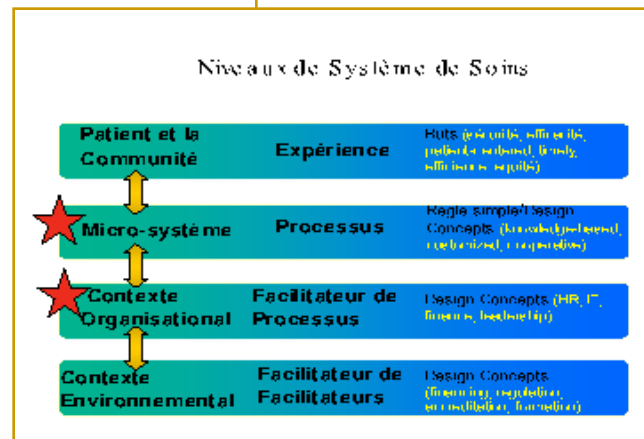 Niveaux de Système de Soins
Patient et la
Communité
Expérience
Buts (sécurité, efficacité,
patient centered, timely,
efficience, equité)
Micro-système
Processus
Regle simple/Design
Concepts (knowledge-based,
customized, cooperative)
Contexte
Organisational
Facilitateur de
Processus
Design Concepts (HR, IT,
finance, leadership)
Contexte
Environnemental
Facilitateur de
Facilitateurs
Design Concepts
(financing, regulation,
accreditation, formation)